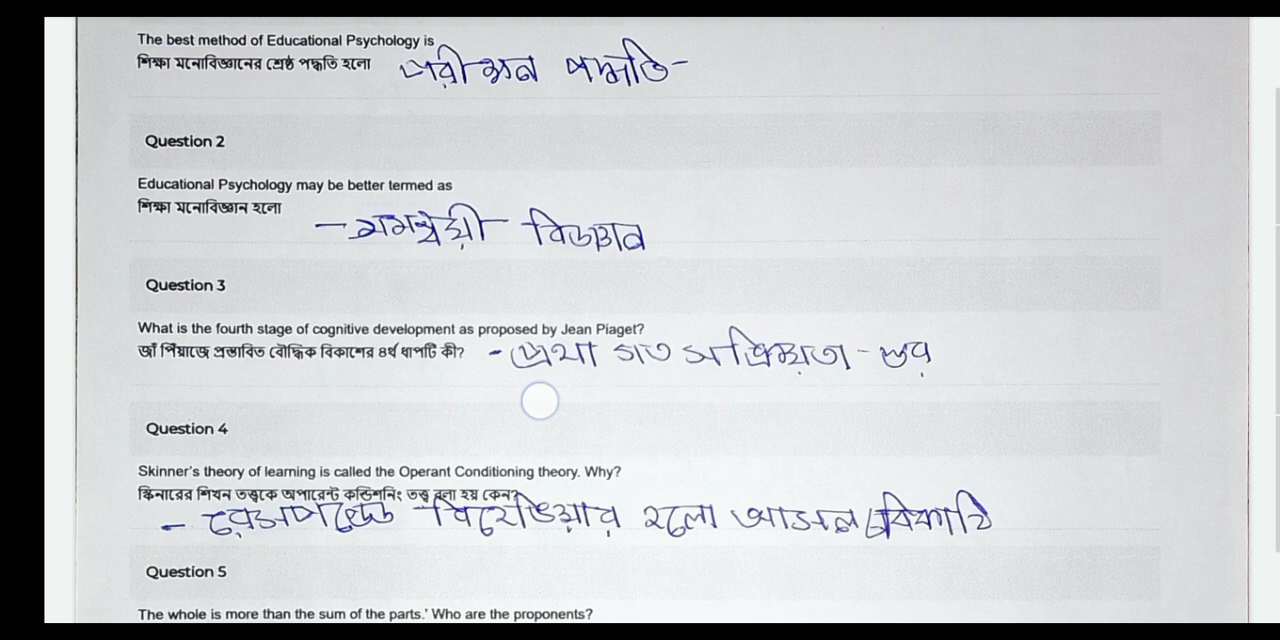 The best method of Educational Psychology is
শিক্ষা মনোবিজ্ঞানের শ্রেষ্ঠ পদ্ধতি হলো পরীক্ষন পদ্ধতি-
Question 2
Educational Psychology may be better termed as
শিক্ষা মনোবিজ্ঞান হলো - সমন্বয়ী বিজ্ঞান
Question 3
What is the fourth stage of cognitive development as proposed by Jean Piaget?
জাঁ পিঁয়াজে প্রস্তাবিত বৌদ্ধিক বিকাশের ৪র্থ ধাপটি কী? - প্রথা গত সক্রিয়তা - স্তর
Question 4
Skinner's theory of learning is called the Operant Conditioning theory. Why?
স্কিনারের শিখন তত্ত্বকে অপারেন্ট কন্ডিশনিং তত্ত্ব বলা হয় কেন?
- বিহেভিয়ার হলো আসল
Question 5
The whole is more than the sum of the parts.' Who are the proponents?